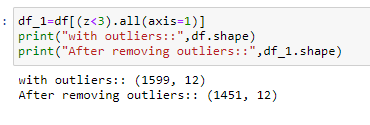 : df_1=df[(z<3).all(axis=1)]
print("with outliers::",df.shape)
print("After removing outliers::",df_1.shape)
with outliers:: (1599, 12)
After removing outliers:: (1451, 12)